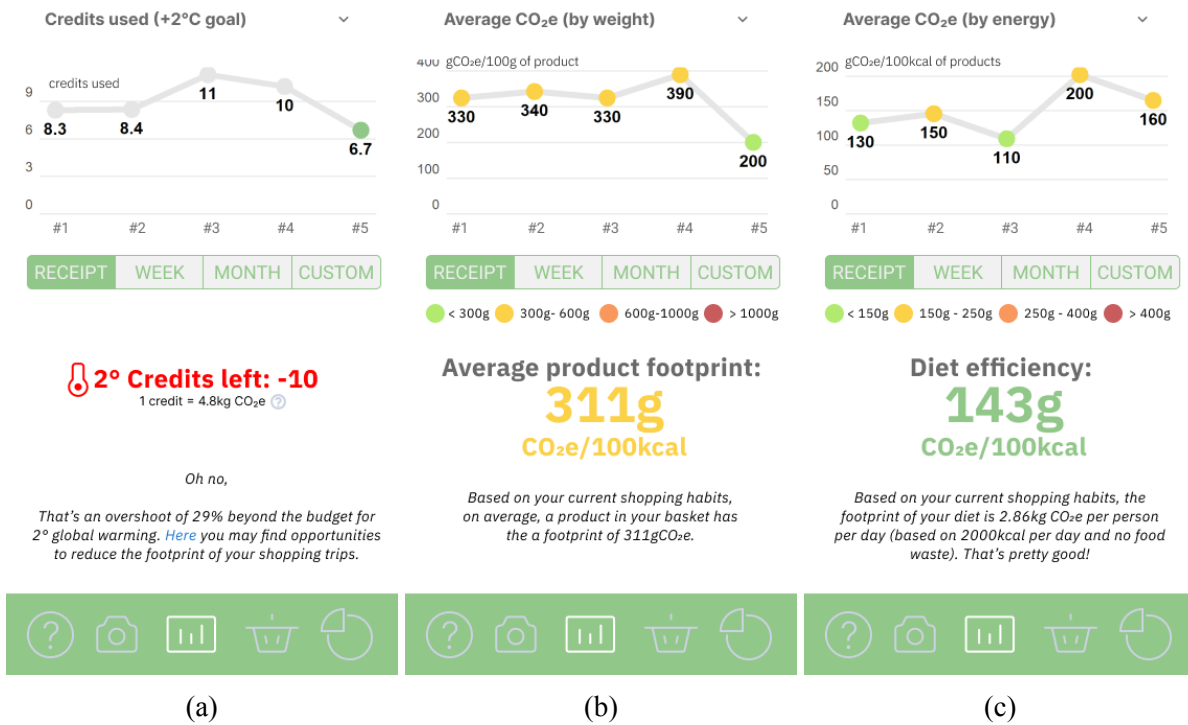 Credits used (+2°C goal)
credits used
9
6
3
0
8.3
8.4
11
10
6.7
#1 #2 #3 #4 #5
RECEIPT WEEK MONTH CUSTOM
2° Credits left: -10
1 credit = 4.8kg CO₂e ?
Oh no,
That's an overshoot of 29% beyond the budget for
2° global warming. Here you may find opportunities
to reduce the footprint of your shopping trips.
?
(a)
Average CO₂e (by weight)
gCO₂e/100g of product
400
300
200
100
0
330
340
330
390
200
#1 #2 #3 #4 #5
RECEIPT WEEK MONTH CUSTOM
< 300g 300g- 600g 600g-1000g > 1000g
Average product footprint:
311g
CO₂e/100kcal
Based on your current shopping habits,
on average, a product in your basket has
the a footprint of 311gCO₂e.
?
(b)
Average CO₂e (by energy)
gCO₂e/100kcal of products
200
150
100
50
0
130
150
110
200
160
#1 #2 #3 #4 #5
RECEIPT WEEK MONTH CUSTOM
< 150g 150g - 250g 250g - 400g > 400g
Diet efficiency:
143g
CO₂e/100kcal
Based on your current shopping habits, the
footprint of your diet is 2.86kg CO₂e per person
per day (based on 2000kcal per day and no food
waste). That's pretty good!
?
(c)